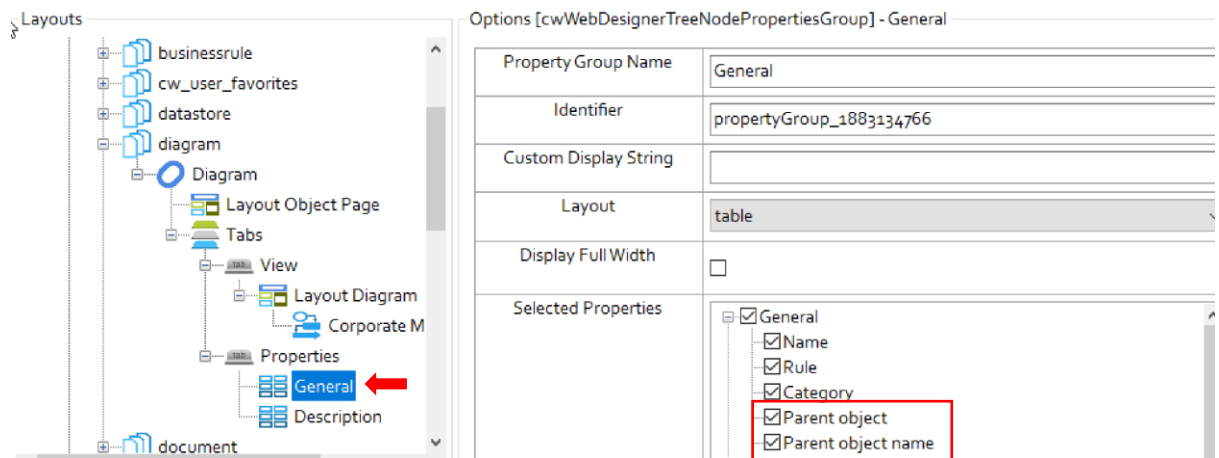 Layouts
businessrule
cw_user_favorites
datastore
diagram
Diagram
Layout Object Page
Tabs
tab View
Layout Diagram
Corporate M
tab Properties
General
Description
document
Options [cwWebDesignerTreeNodePropertiesGroup] - General
Property Group Name General
Identifier propertyGroup_1883134766
Custom Display String
Layout table
Display Full Width
Selected Properties
General
Name
Rule
Category
Parent object
Parent object name